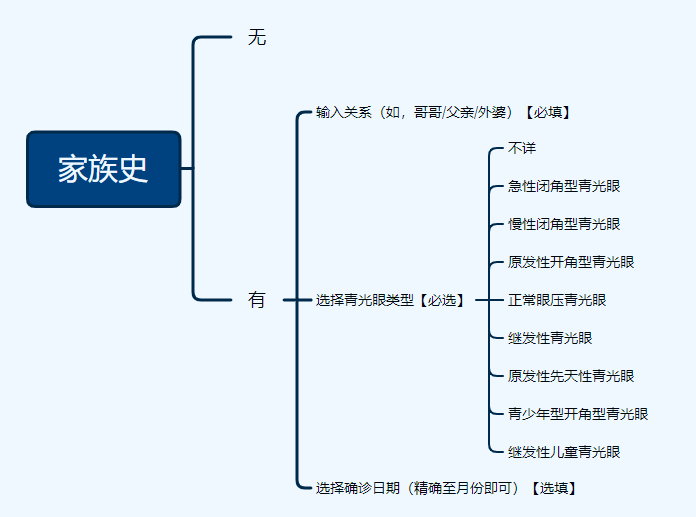 家族史
无
有
输入关系（如，哥哥/父亲/外婆）【必填】
选择青光眼类型【必选】
不详
急性闭角型青光眼
慢性闭角型青光眼
原发性开角型青光眼
正常眼压青光眼
继发性青光眼
原发性先天性青光眼
青少年型开角型青光眼
继发性儿童青光眼
选择确诊日期（精确至月份即可）【选填】